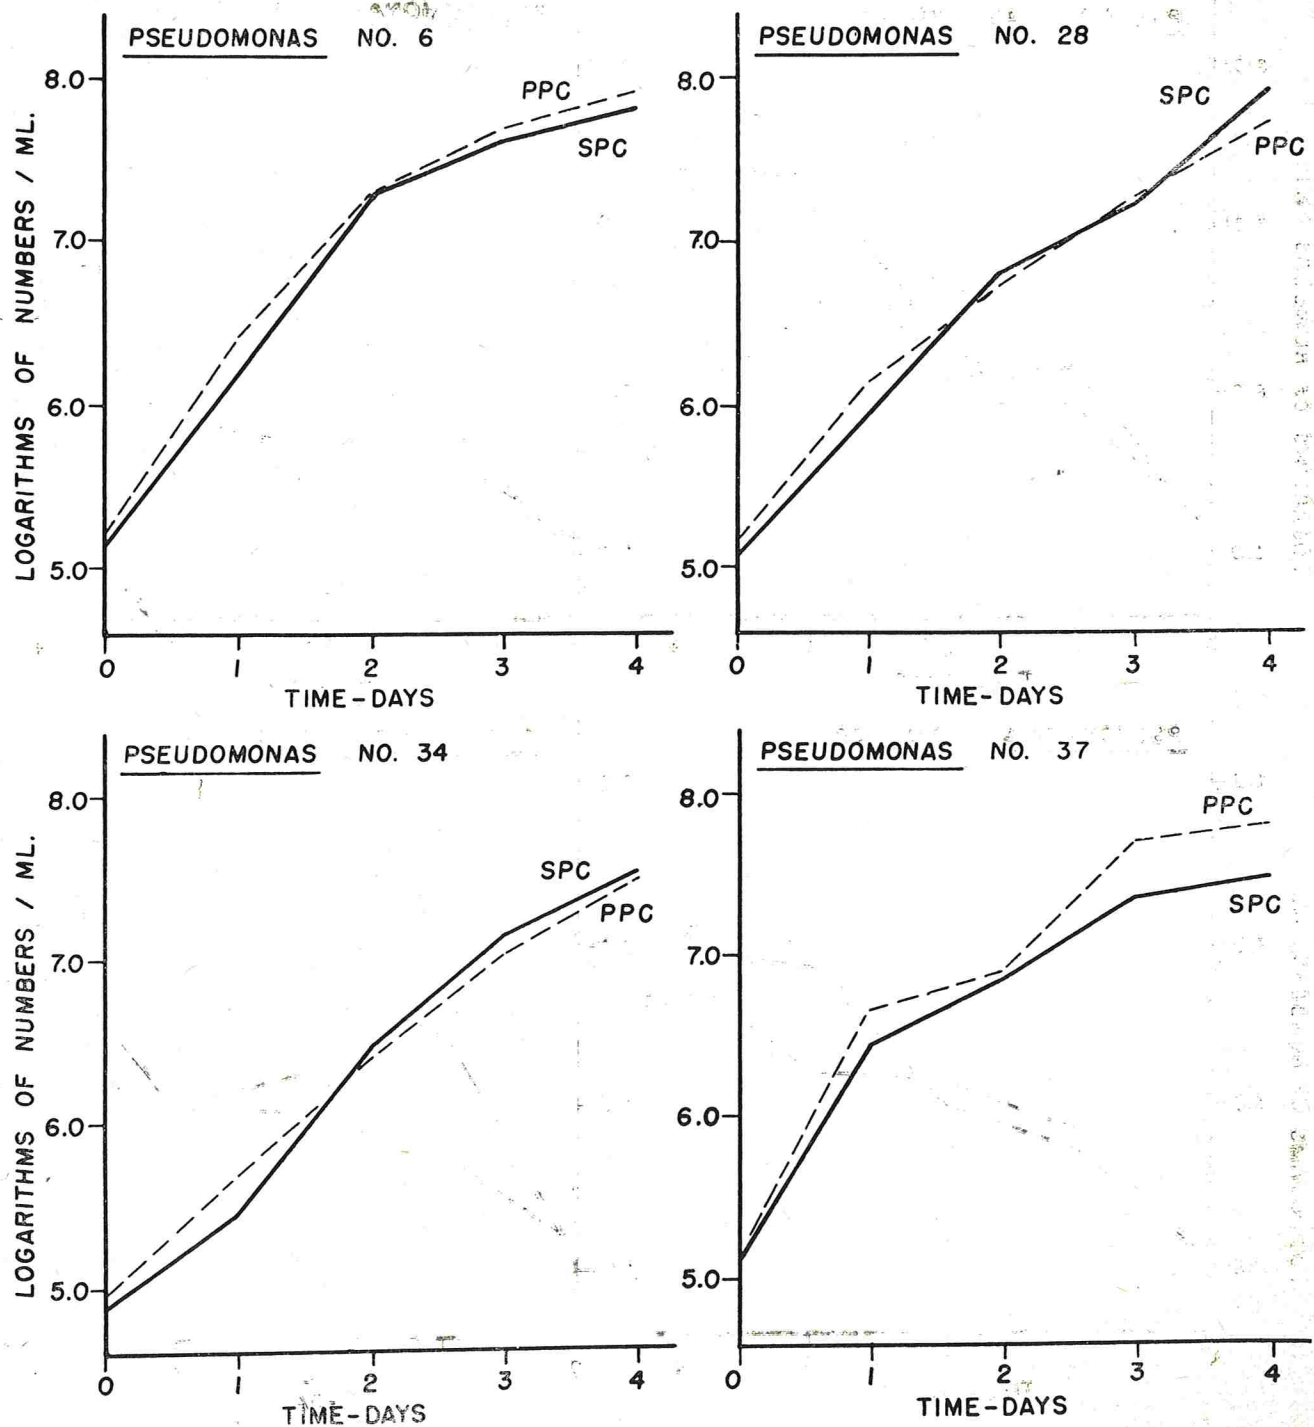 PSEUDOMONAS NO. 6
LOGARITHMS OF NUMBERS / ML.
8.0
7.0
6.0
5.0
PPC
SPC
0 1 2 3 4
TIME-DAYS
PSEUDOMONAS NO. 28
8.0
7.0
6.0
5.0
SPC
PPC
0 1 2 3 4
TIME-DAYS
PSEUDOMONAS NO. 34
LOGARITHMS OF NUMBERS / ML.
8.0
7.0
6.0
5.0
SPC
PPC
0 1 2 3 4
TIME-DAYS
PSEUDOMONAS NO. 37
8.0
7.0
6.0
5.0
PPC
SPC
0 1 2 3 4
TIME-DAYS